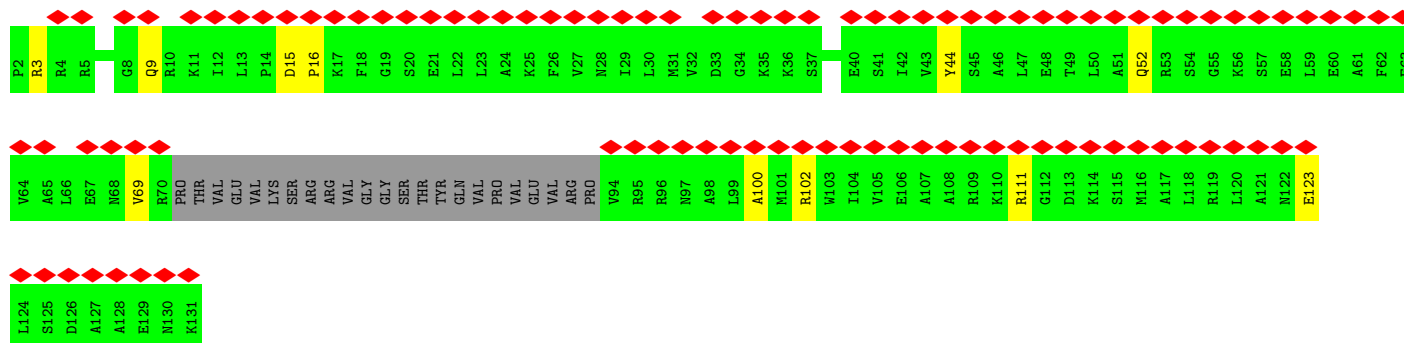 P2 R3 R4 R5 G8 Q9 R10 K11 I12 L13 P14 D15 P16 K17 F18 G19 S20 E21 L22 L23 A24 K25 F26 V27 N28 I29 L30 M31 V32 D33 G34 K35 K36 S37 E40 S41 I42 V43 Y44 S45 A46 L47 E48 T49 L50 A51 Q52 R53 S54 G55 K56 S57 E58 L59 E60 A61 F62
V64 A65 L66 E67 N68 V69 R70 PRO THR VAL GLU VAL LYS SER ARG ARG VAL GLY GLY SER THR TYR GLN VAL PRO VAL GLU VAL ARG PRO V94 R95 R96 N97 A98 L99 A100 M101 R102 W103 I104 V105 E106 A107 A108 R109 K110 R111 G112 D113 K114 S115 M116 A117 L118 R119 L120 A121 N122 E123
L124 S125 D126 A127 A128 E129 N130 K131